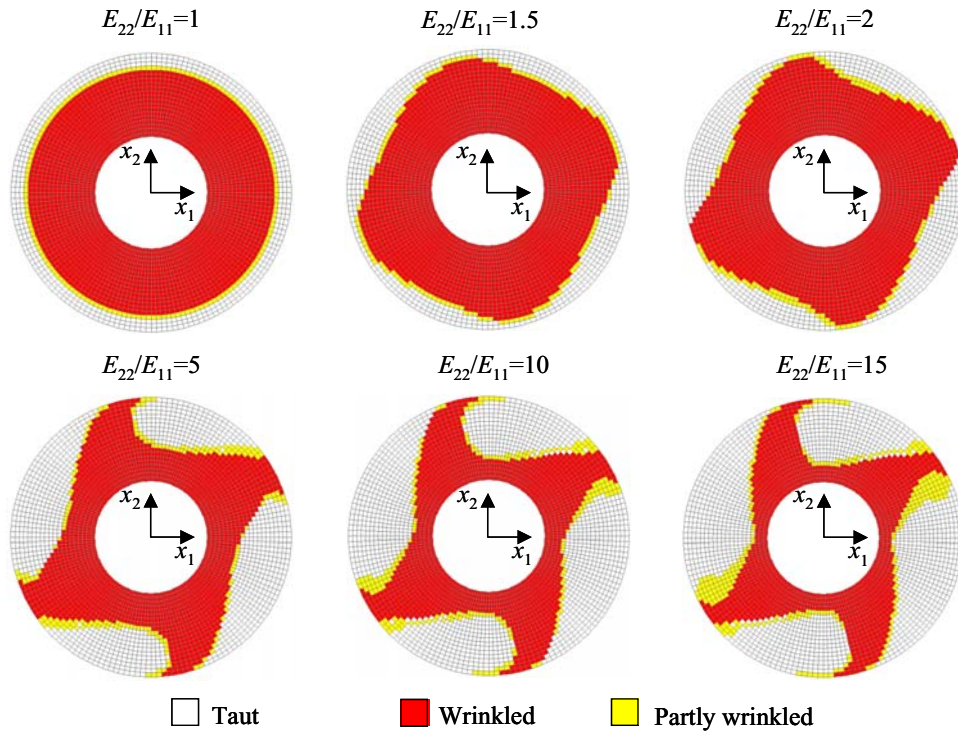 E₂₂/E₁₁=1
E₂₂/E₁₁=1.5
E₂₂/E₁₁=2
x₂
x₁
x₂
x₁
x₂
x₁
E₂₂/E₁₁=5
E₂₂/E₁₁=10
E₂₂/E₁₁=15
x₂
x₁
x₂
x₁
x₂
x₁
Taut
Wrinkled
Partly wrinkled